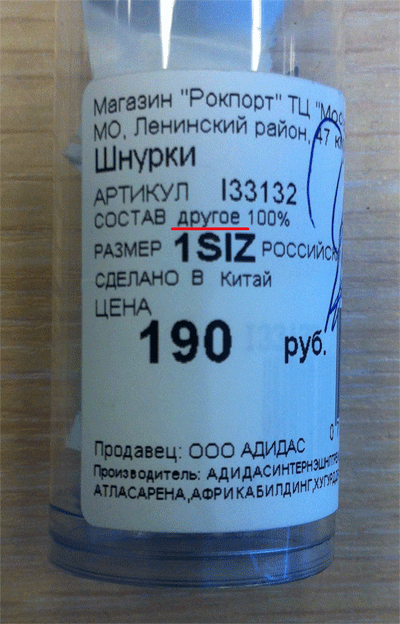 Магазин "Рокпорт" ТЦ
МО, Ленинский район, 47
Шнурки
АРТИКУЛ I33132
СОСТАВ другое 100%
РАЗМЕР 1SIZ
СДЕЛАНО В Китай
ЦЕНА
190 руб.
Продавец: ООО АДИДАС
Производитель:
АТЛАСАРЕНА,АФРИКАБИЛДИНГ,